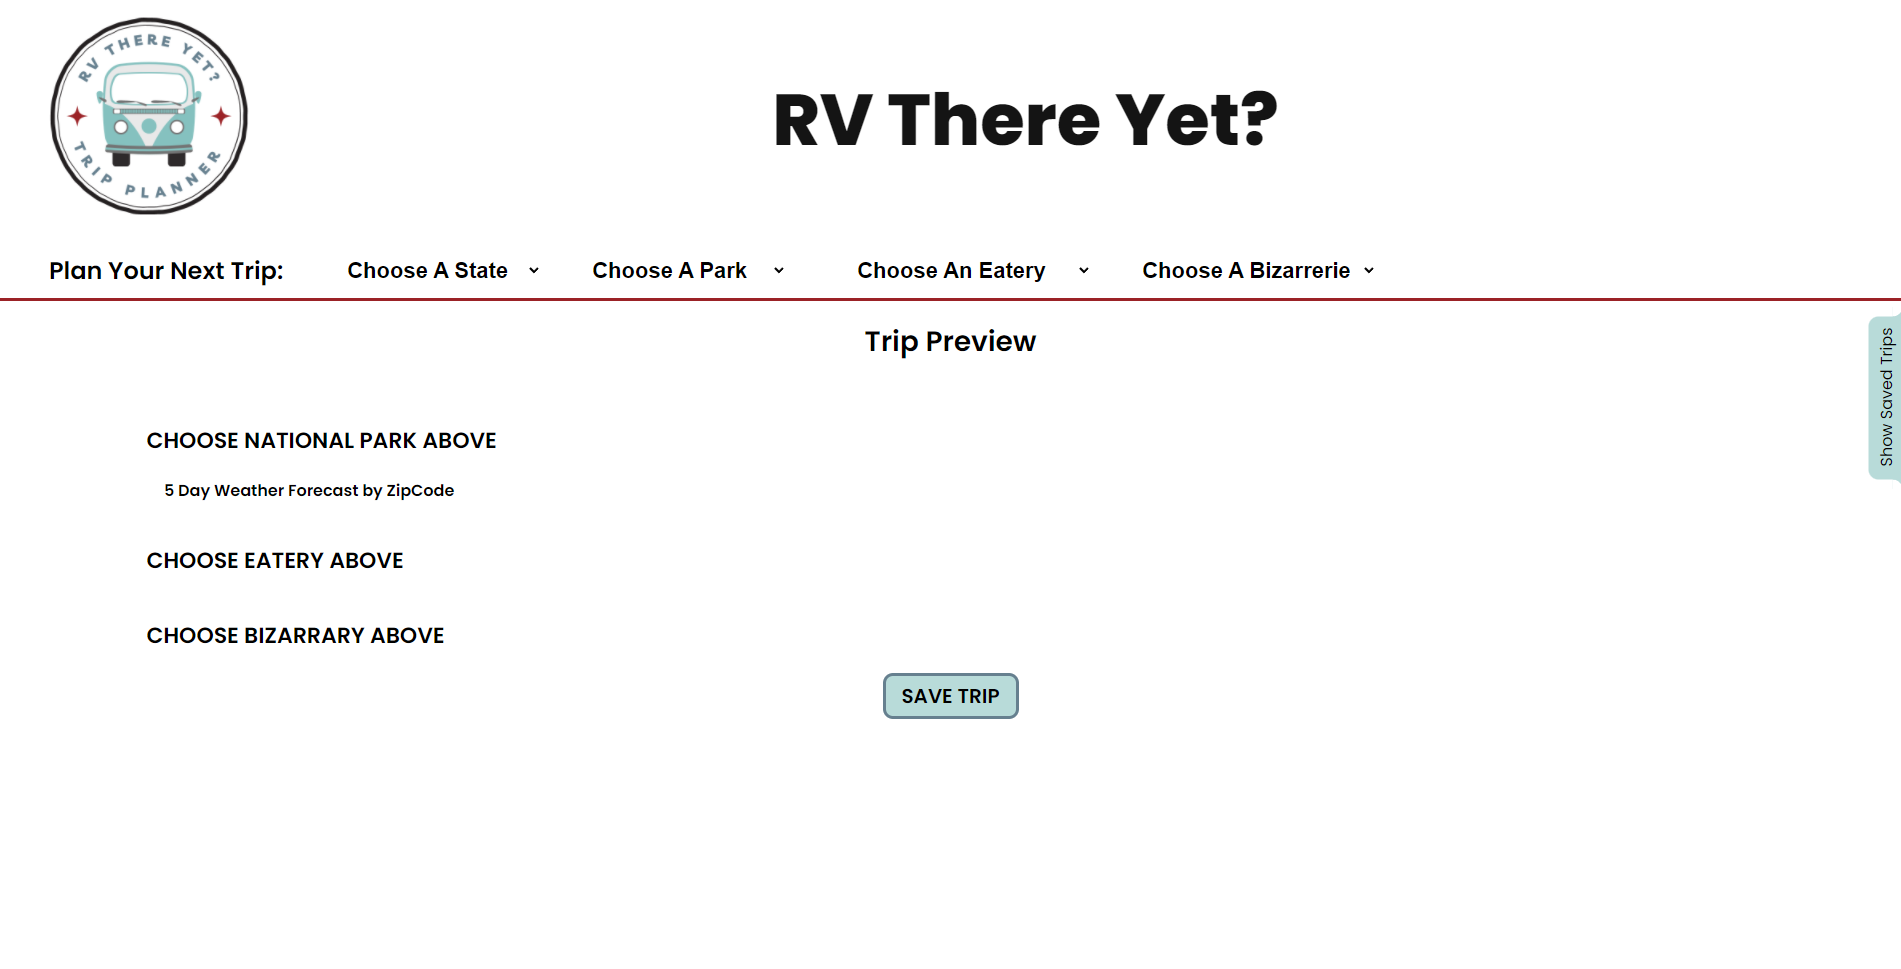 RV THERE YET?
TRIP PLANNER
RV There Yet?
Plan Your Next Trip: Choose A State Choose A Park Choose An Eatery Choose A Bizarrerie
Trip Preview
Show Saved Trips
CHOOSE NATIONAL PARK ABOVE
5 Day Weather Forecast by ZipCode
CHOOSE EATERY ABOVE
CHOOSE BIZARRARY ABOVE
SAVE TRIP